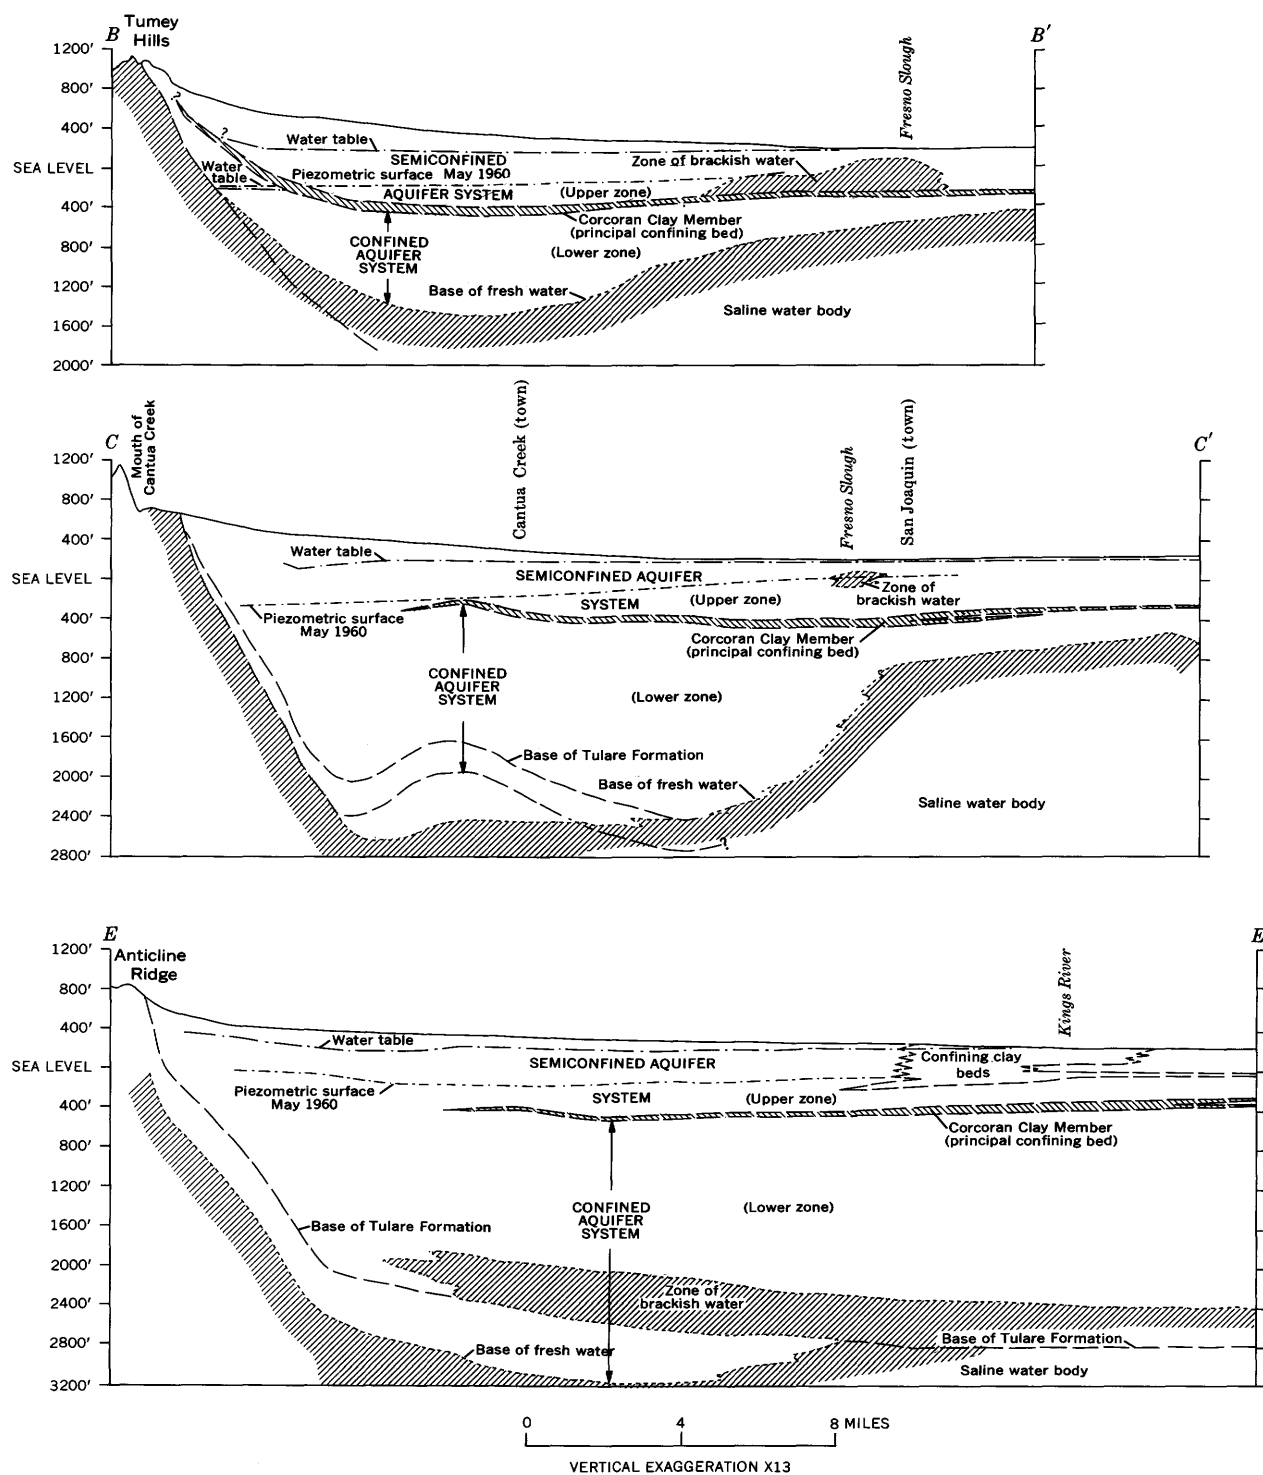 Tumey
Hills
B
B'
1200'
800'
400'
SEA LEVEL
400'
800'
1200'
1600'
2000'
Fresno Slough
?
?
Water table
Water
table
SEMICONFINED
Piezometric surface May 1960
AQUIFER SYSTEM
(Upper zone)
Zone of brackish water
Corcoran Clay Member
(principal confining bed)
CONFINED
AQUIFER
SYSTEM
(Lower zone)
Base of fresh water
Saline water body
C
C'
Mouth of
Cantua Creek
Cantua Creek (town)
Fresno Slough
San Joaquin (town)
1200'
800'
400'
SEA LEVEL
400'
800'
1200'
1600'
2000'
2400'
2800'
Water table
SEMICONFINED AQUIFER
SYSTEM
(Upper zone)
Zone of
brackish water
Piezometric surface
May 1960
Corcoran Clay Member
(principal confining bed)
CONFINED
AQUIFER
SYSTEM
(Lower zone)
Base of Tulare Formation
Base of fresh water
Saline water body
?
E
E
Anticline
Ridge
Kings River
1200'
800'
400'
SEA LEVEL
400'
800'
1200'
1600'
2000'
2400'
2800'
3200'
Water table
SEMICONFINED AQUIFER
Confining clay
beds
Piezometric surface
May 1960
SYSTEM
(Upper zone)
Corcoran Clay Member
(principal confining bed)
CONFINED
AQUIFER
SYSTEM
(Lower zone)
Base of Tulare Formation
Zone of
brackish water
Base of Tulare Formation
Base of fresh water
Saline water body
0
4
8 MILES
VERTICAL EXAGGERATION X13